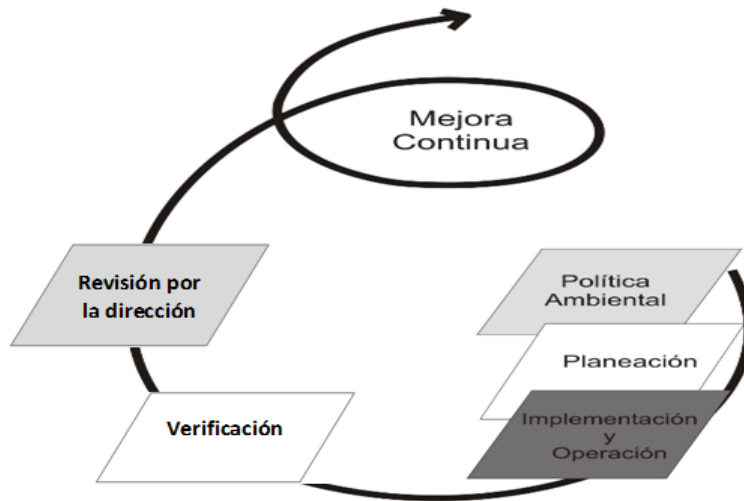 Mejora
Continua
Política
Ambiental
Planeación
Implementación
y
Operación
Verificación
Revisión por
la dirección